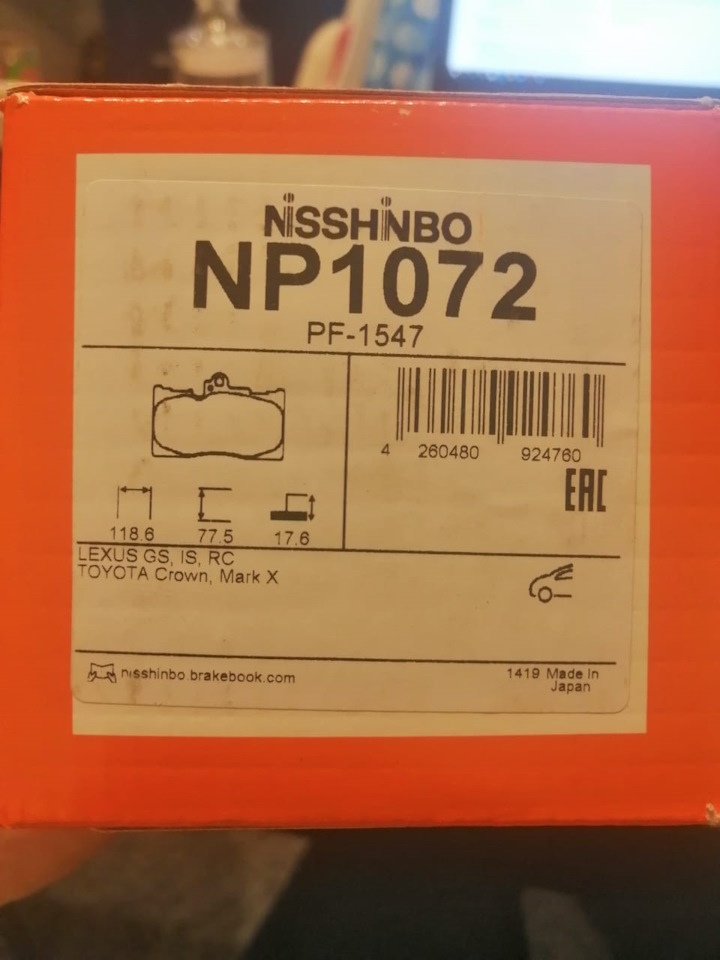 NiSSHiNBO
NP1072
PF-1547
4 260480 924760
EAC
118.6 77.5 17.6
LEXUS GS, IS, RC
TOYOTA Crown, Mark X
nisshinbo.brakebook.com
1419 Made In
Japan